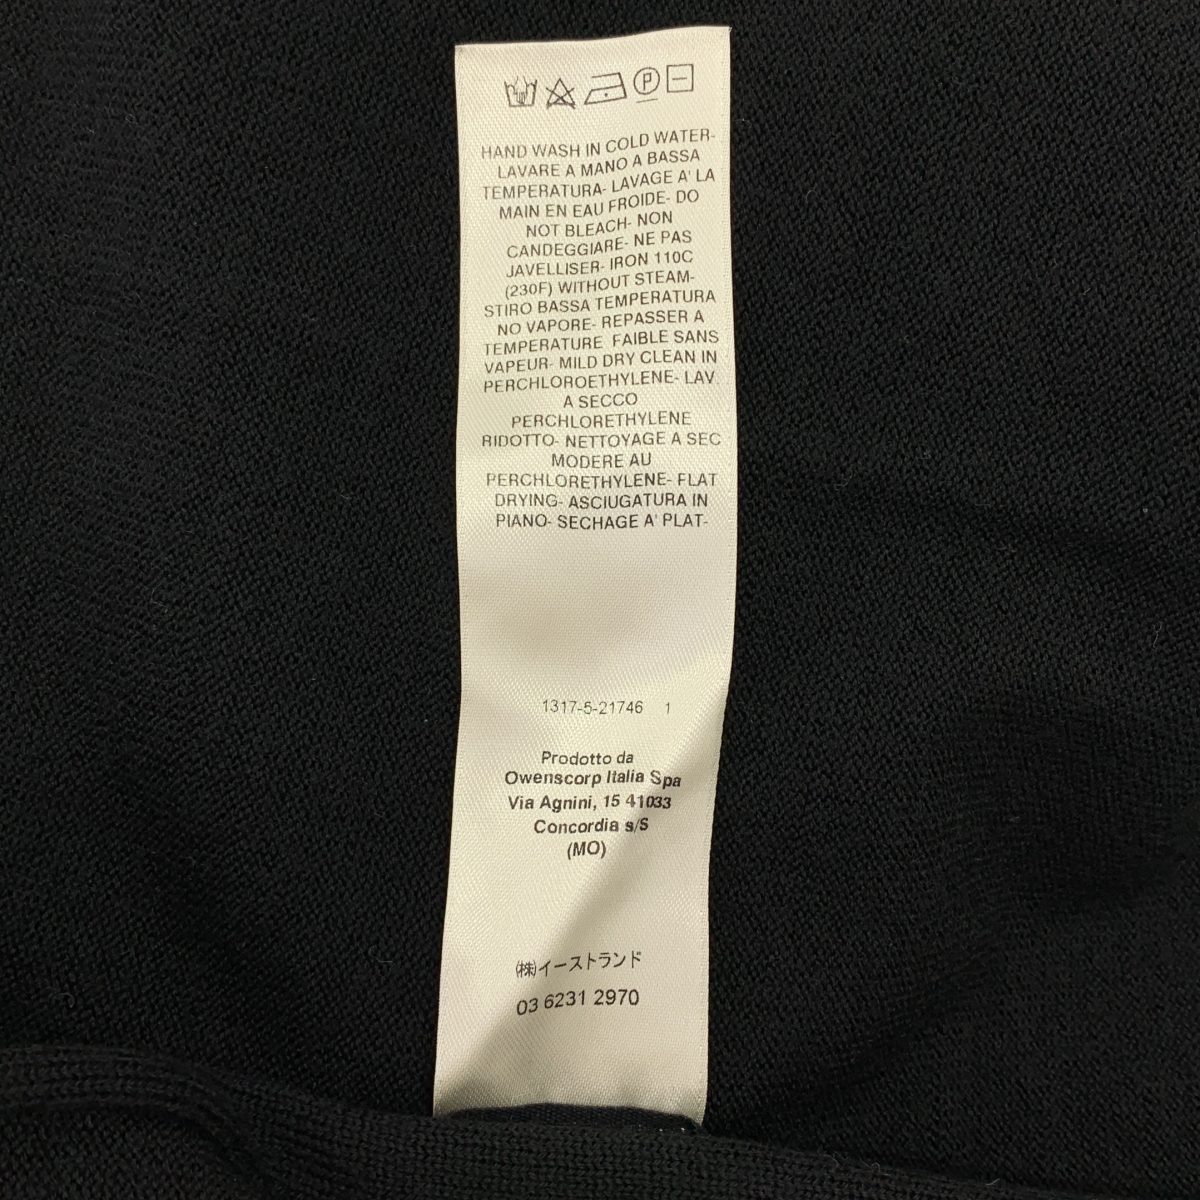 HAND WASH IN COLD WATER-
LAVARE A MANO A BASSA
TEMPERATURA- LAVAGE A' LA
MAIN EN EAU FROIDE- DO
NOT BLEACH- NON
CANDEGGIARE- NE PAS
JAVELLISER- IRON 110C
(230F) WITHOUT STEAM-
STIRO BASSA TEMPERATURA
NO VAPORE- REPASSER A
TEMPERATURE FAIBLE SANS
VAPEUR- MILD DRY CLEAN IN
PERCHLOROETHYLENE- LAV.
A SECCO
PERCHLORETHYLENE
RIDOTTO- NETTOYAGE A SEC
MODERE AU
PERCHLORETHYLENE- FLAT
DRYING- ASCIUGATURA IN
PIANO- SECHAGE A' PLAT-
1317-5-21746 1
Prodotto da
Owenscorp Italia Spa
Via Agnini, 15 41033
Concordia s/S
(MO)
(株)イーストランド
03 6231 2970